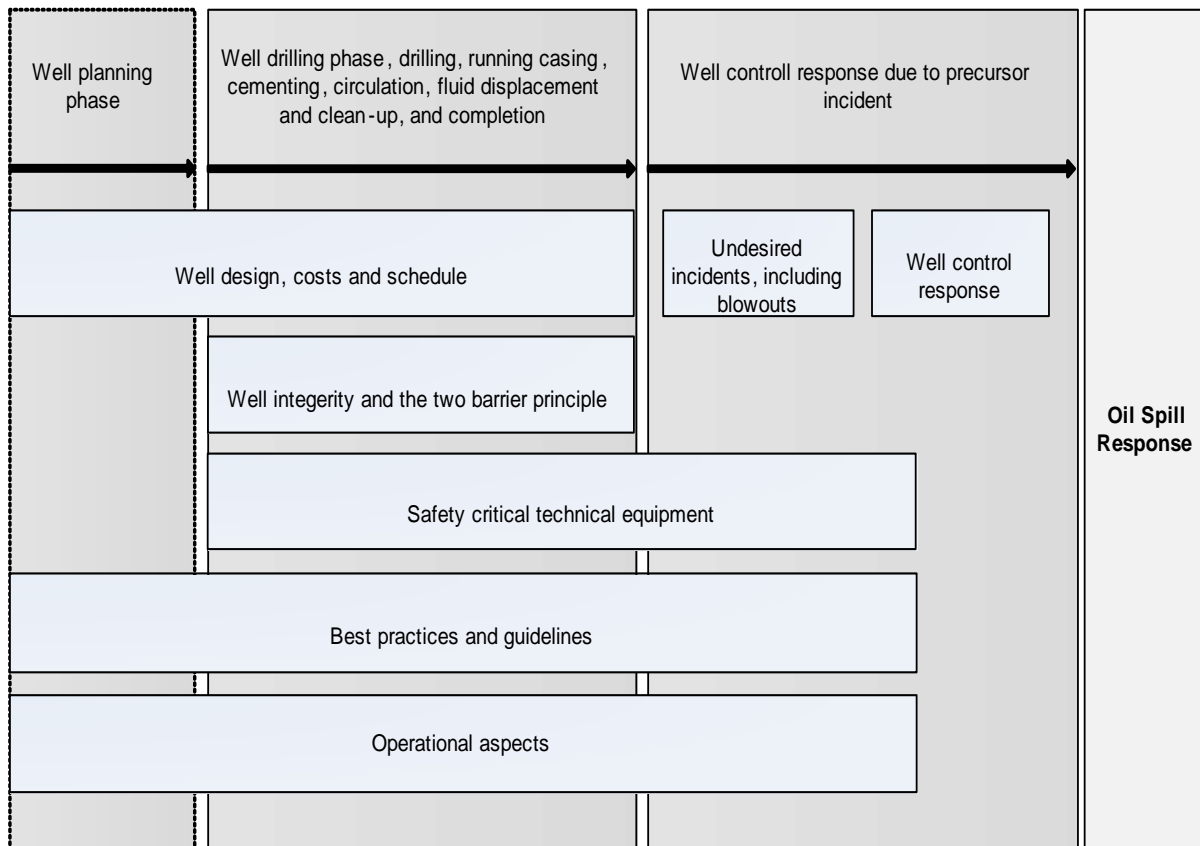 Well planning
phase
Well drilling phase, drilling, running casing,
cementing, circulation, fluid displacement
and clean-up, and completion
Well controll response due to precursor
incident
Well design, costs and schedule
Undesired
incidents, including
blowouts
Well control
response
Well integerity and the two barrier principle
Oil Spill
Response
Safety critical technical equipment
Best practices and guidelines
Operational aspects